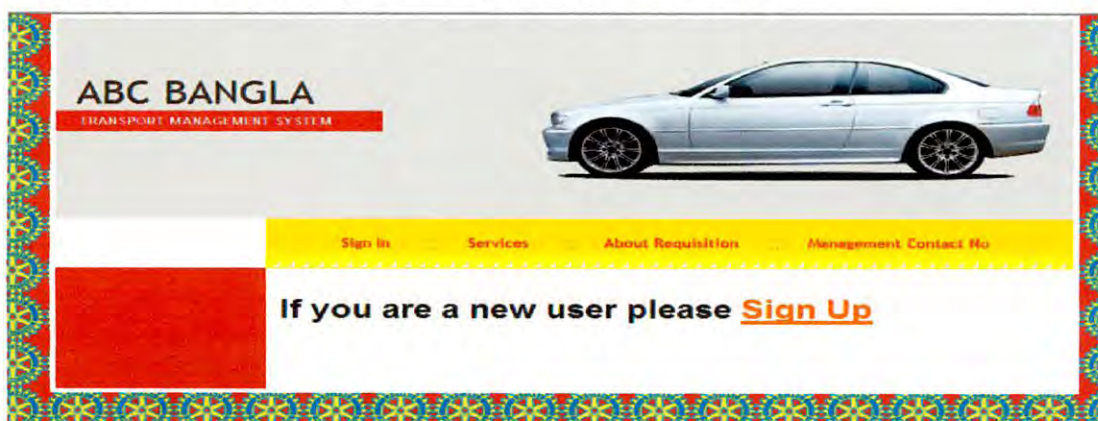 ABC BANGLA
TRANSPORT MANAGEMENT SYSTEM
Sign In Services About Requisition Management Contact No
If you are a new user please Sign Up